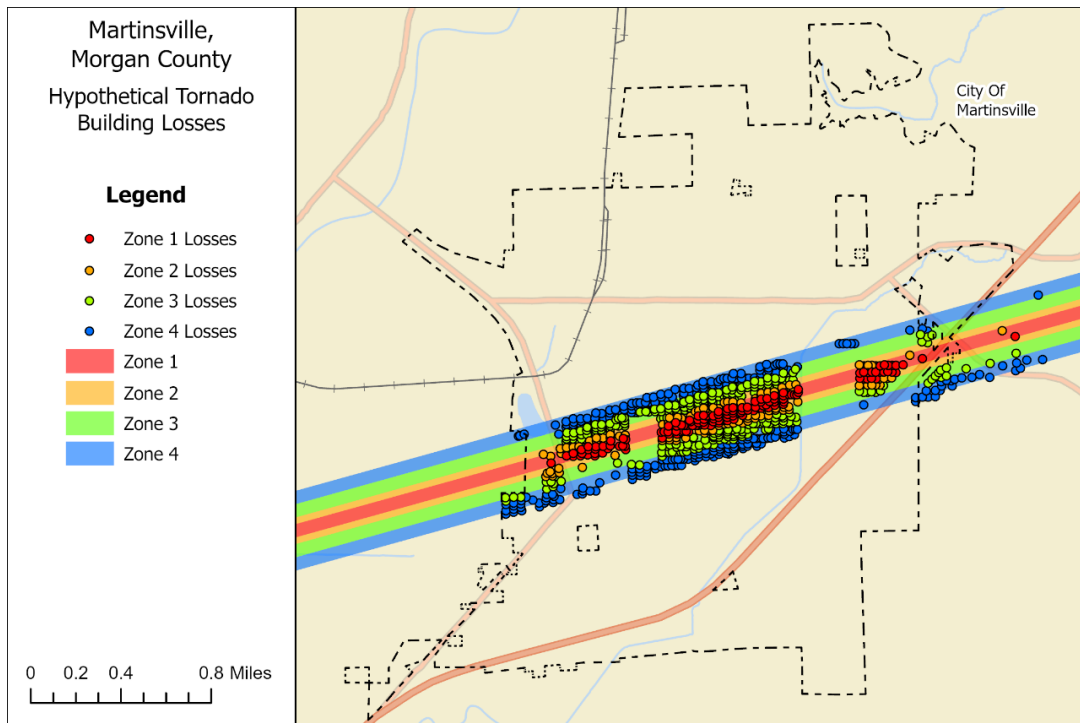 Martinsville,
Morgan County
Hypothetical Tornado
Building Losses
Legend
Zone 1 Losses
Zone 2 Losses
Zone 3 Losses
Zone 4 Losses
Zone 1
Zone 2
Zone 3
Zone 4
0 0.2 0.4 0.8 Miles
City Of
Martinsville